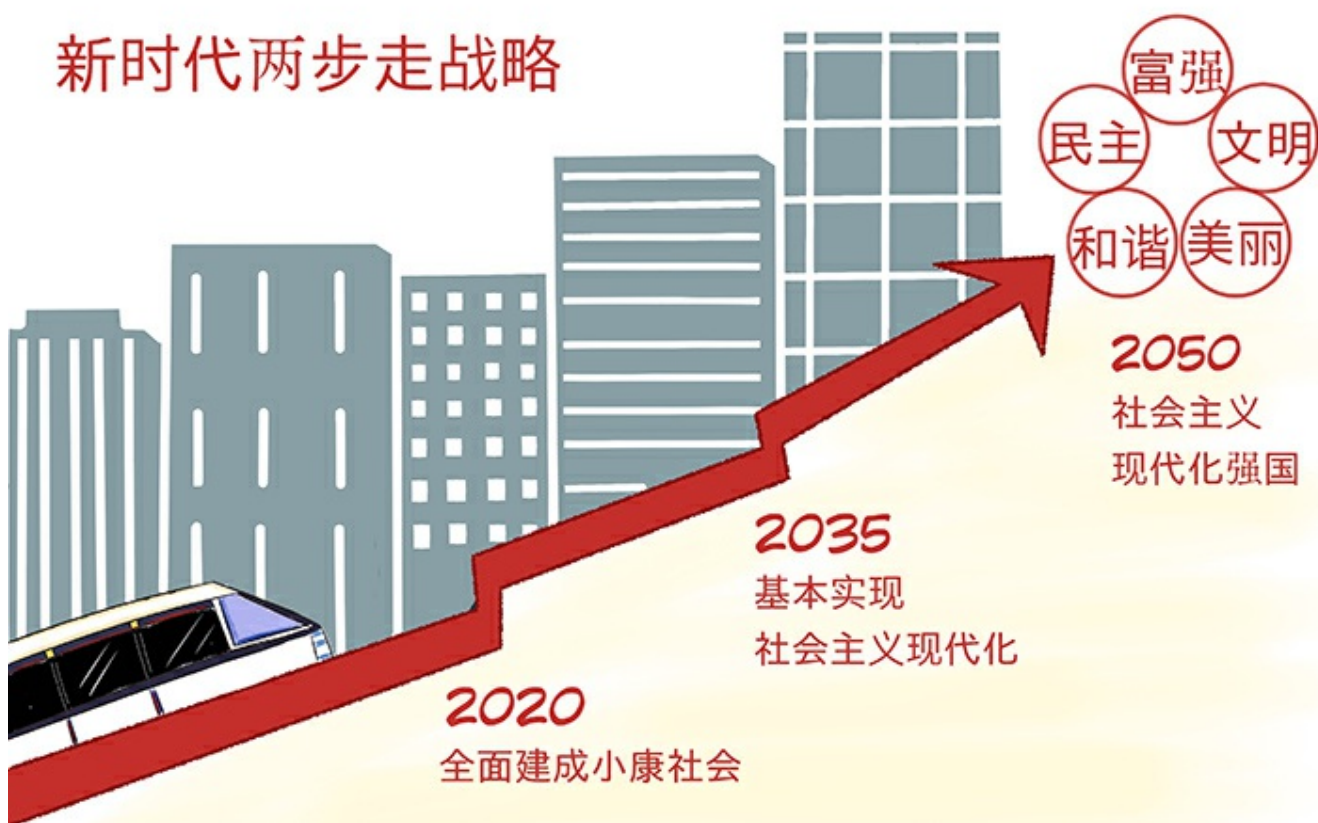 新时代两步走战略
富强
民主
文明
和谐
美丽
2050
社会主义
现代化强国
2035
基本实现
社会主义现代化
2020
全面建成小康社会